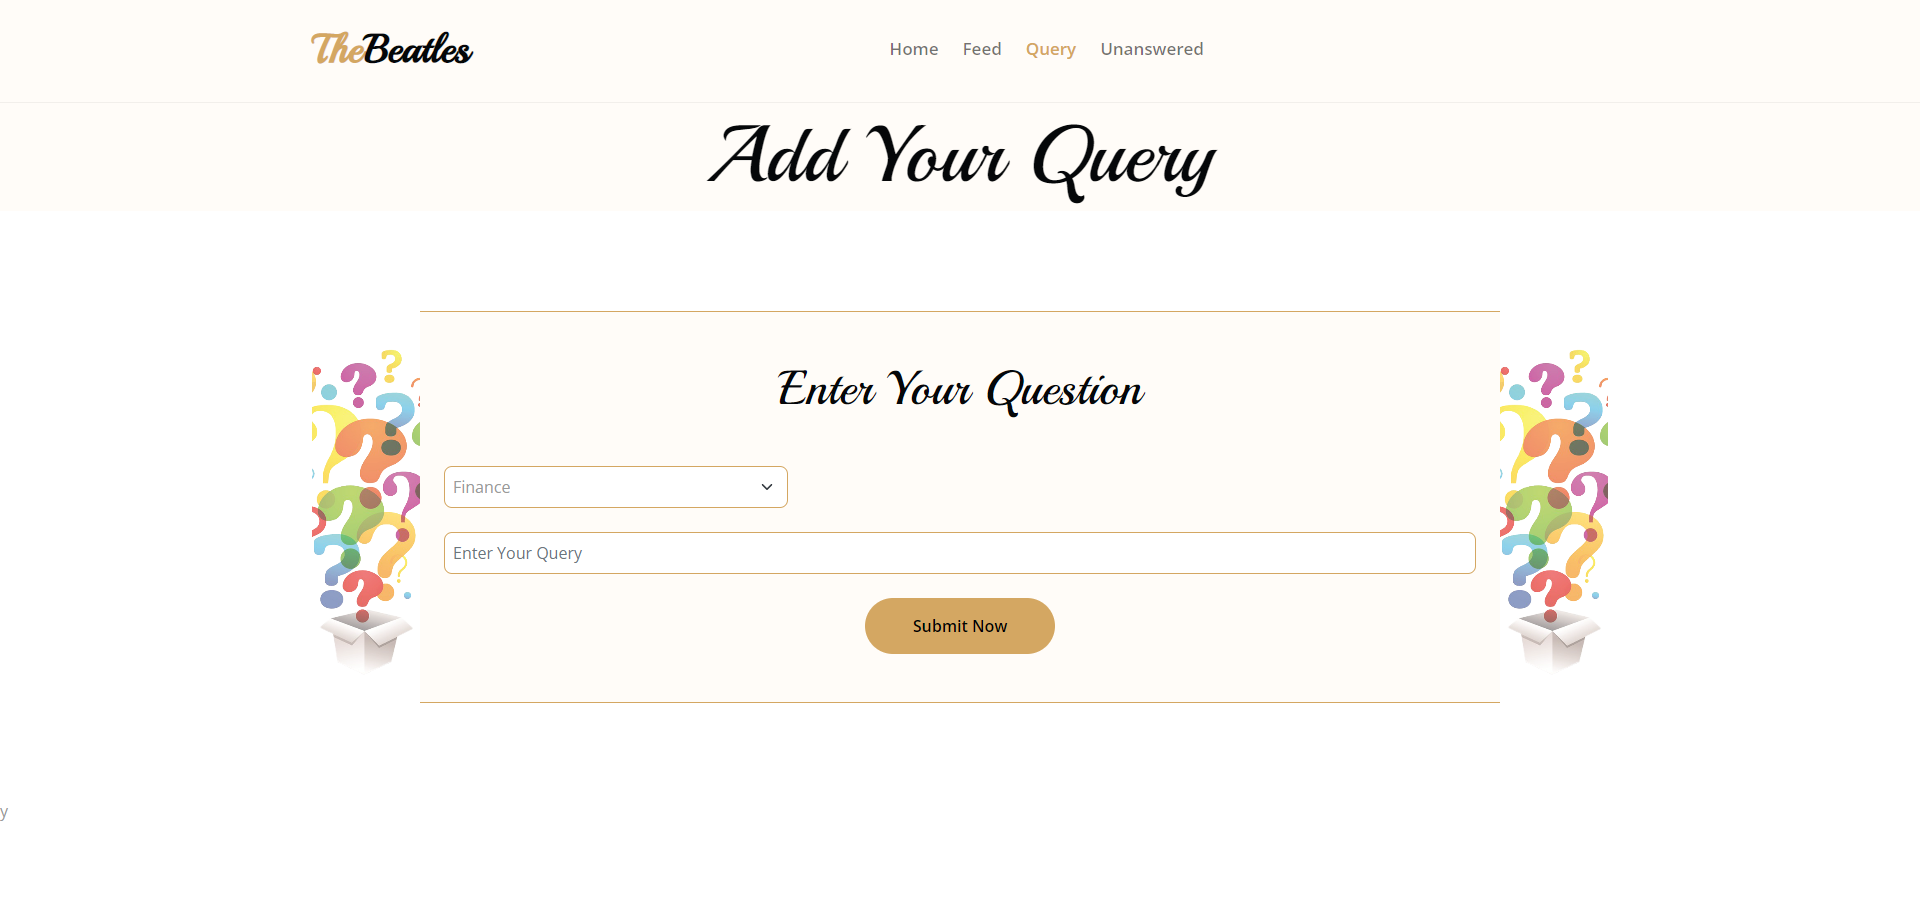 TheBeatles
Home Feed Query Unanswered
Add Your Query
Enter Your Question
Finance
Enter Your Query
Submit Now
y